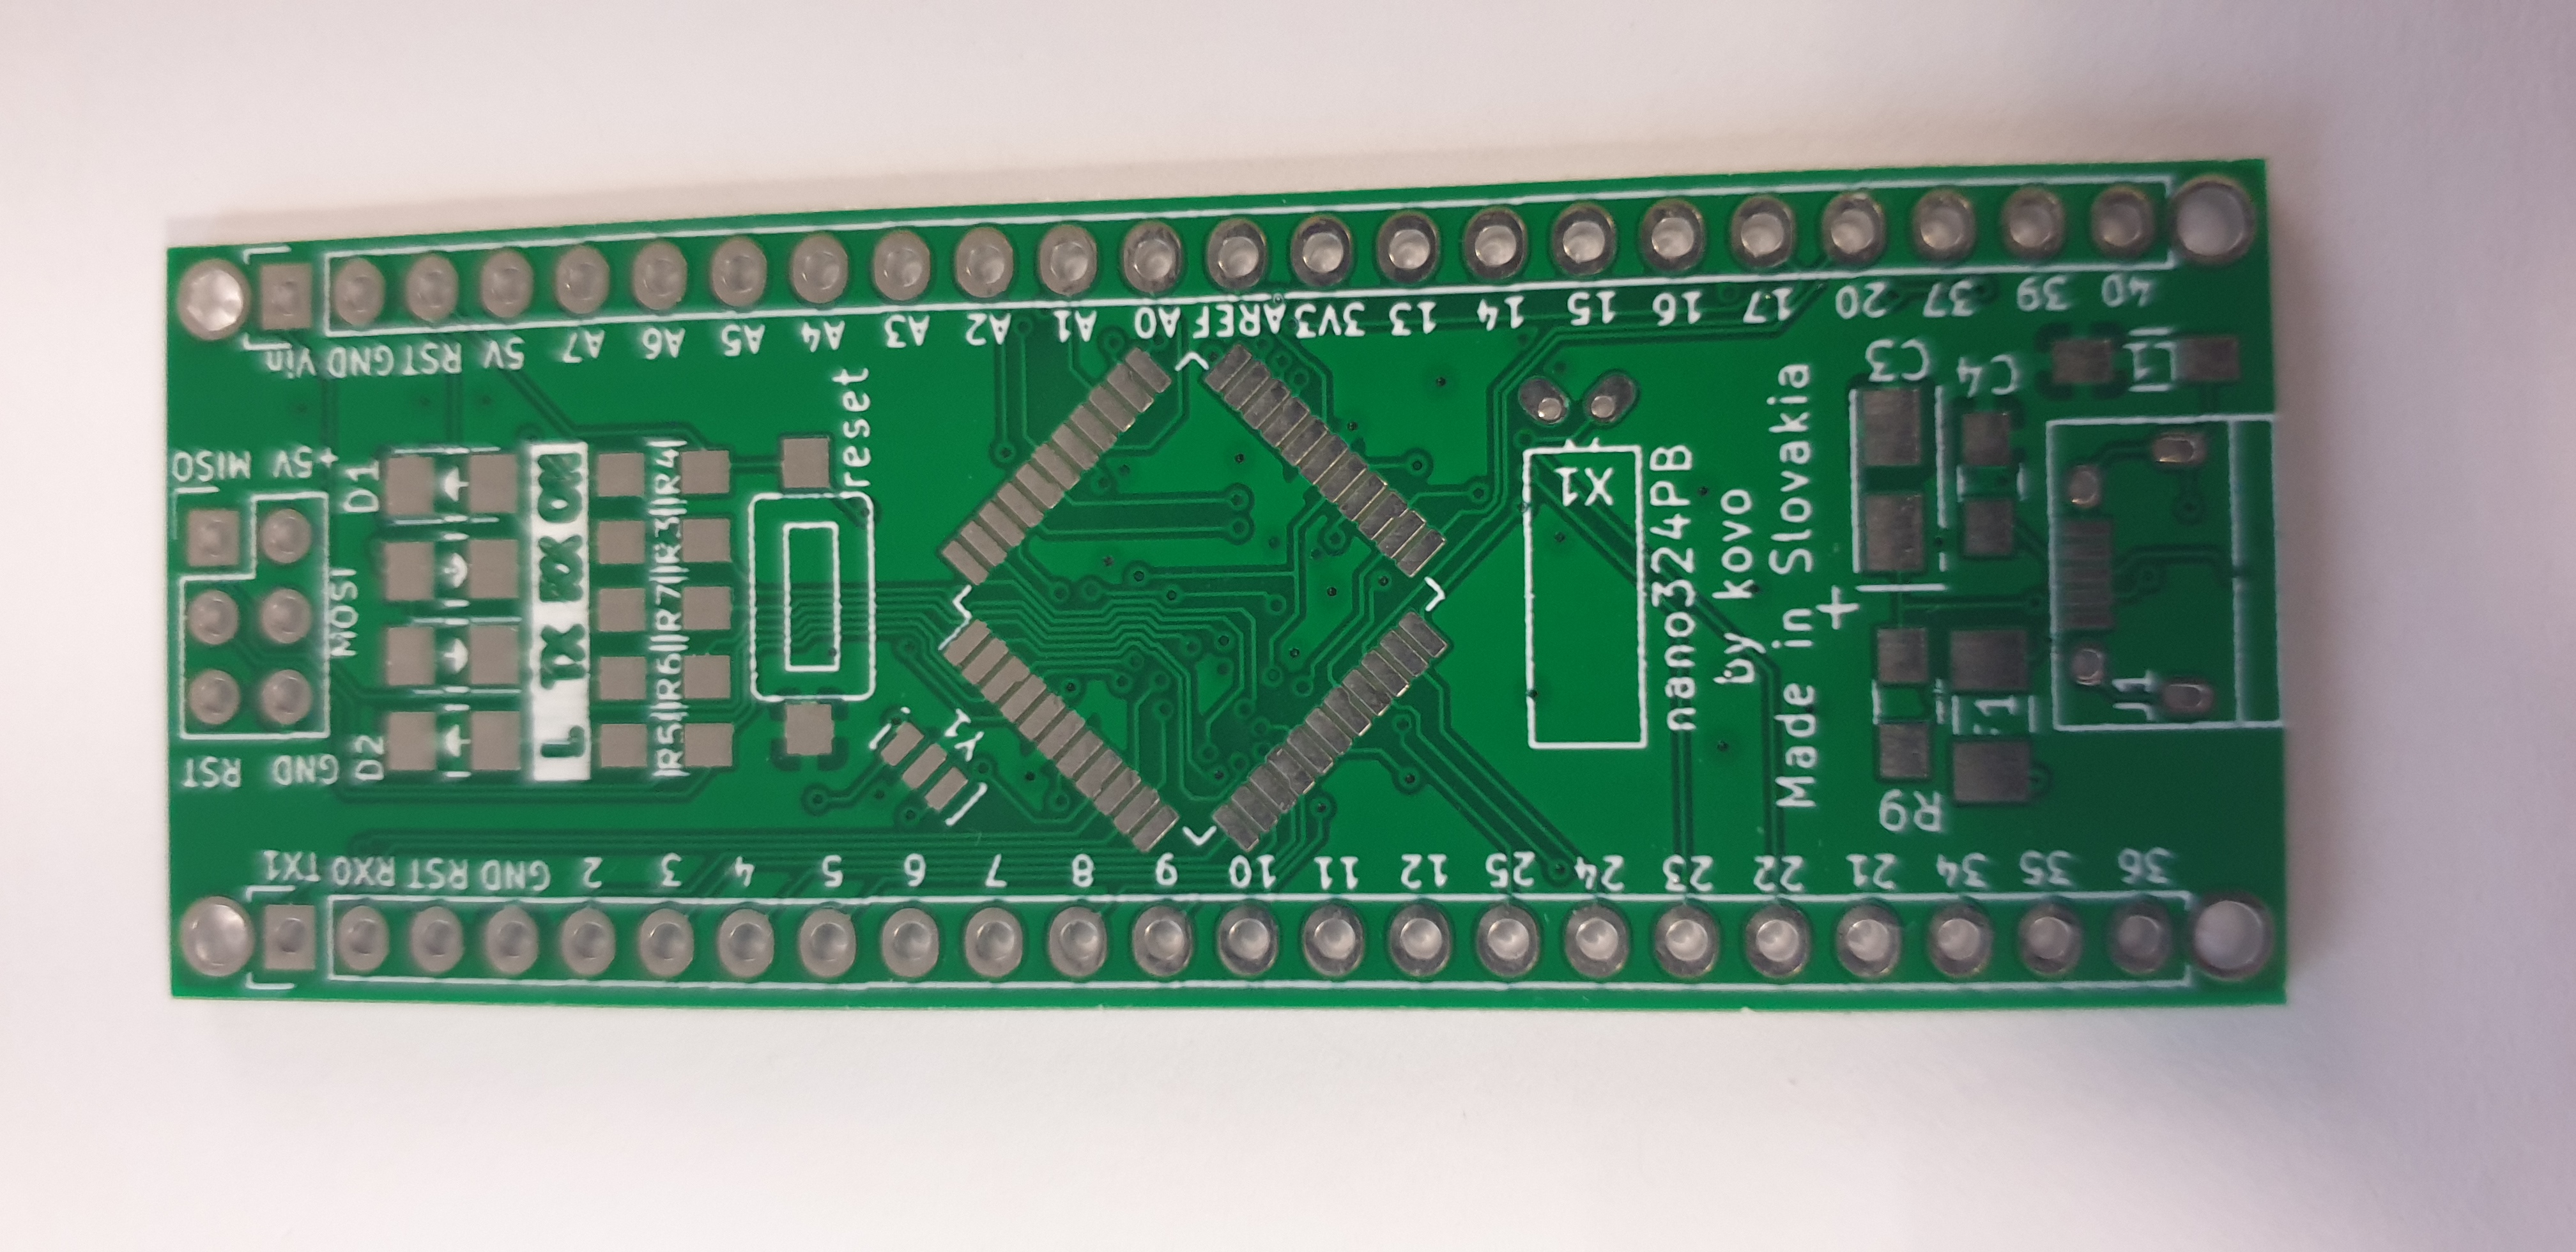 RST
MISO
GND
+5V
MOSI
D2
D1
TX1
RX0
RST
GND
2
3
4
5
6
7
8
9
10
11
12
25
24
23
22
21
34
35
36
Vin
GND
RST
5V
A7
A6
A5
A4
A3
A2
A1
A0
AREF
3V3
13
14
15
16
17
20
37
39
40
L TX RX ON
R5 R6 R7 R3 R4
reset
Y1
X1
nano324PB
by kovo
Made in Slovakia
+
R9
C3
C4
J1
L1